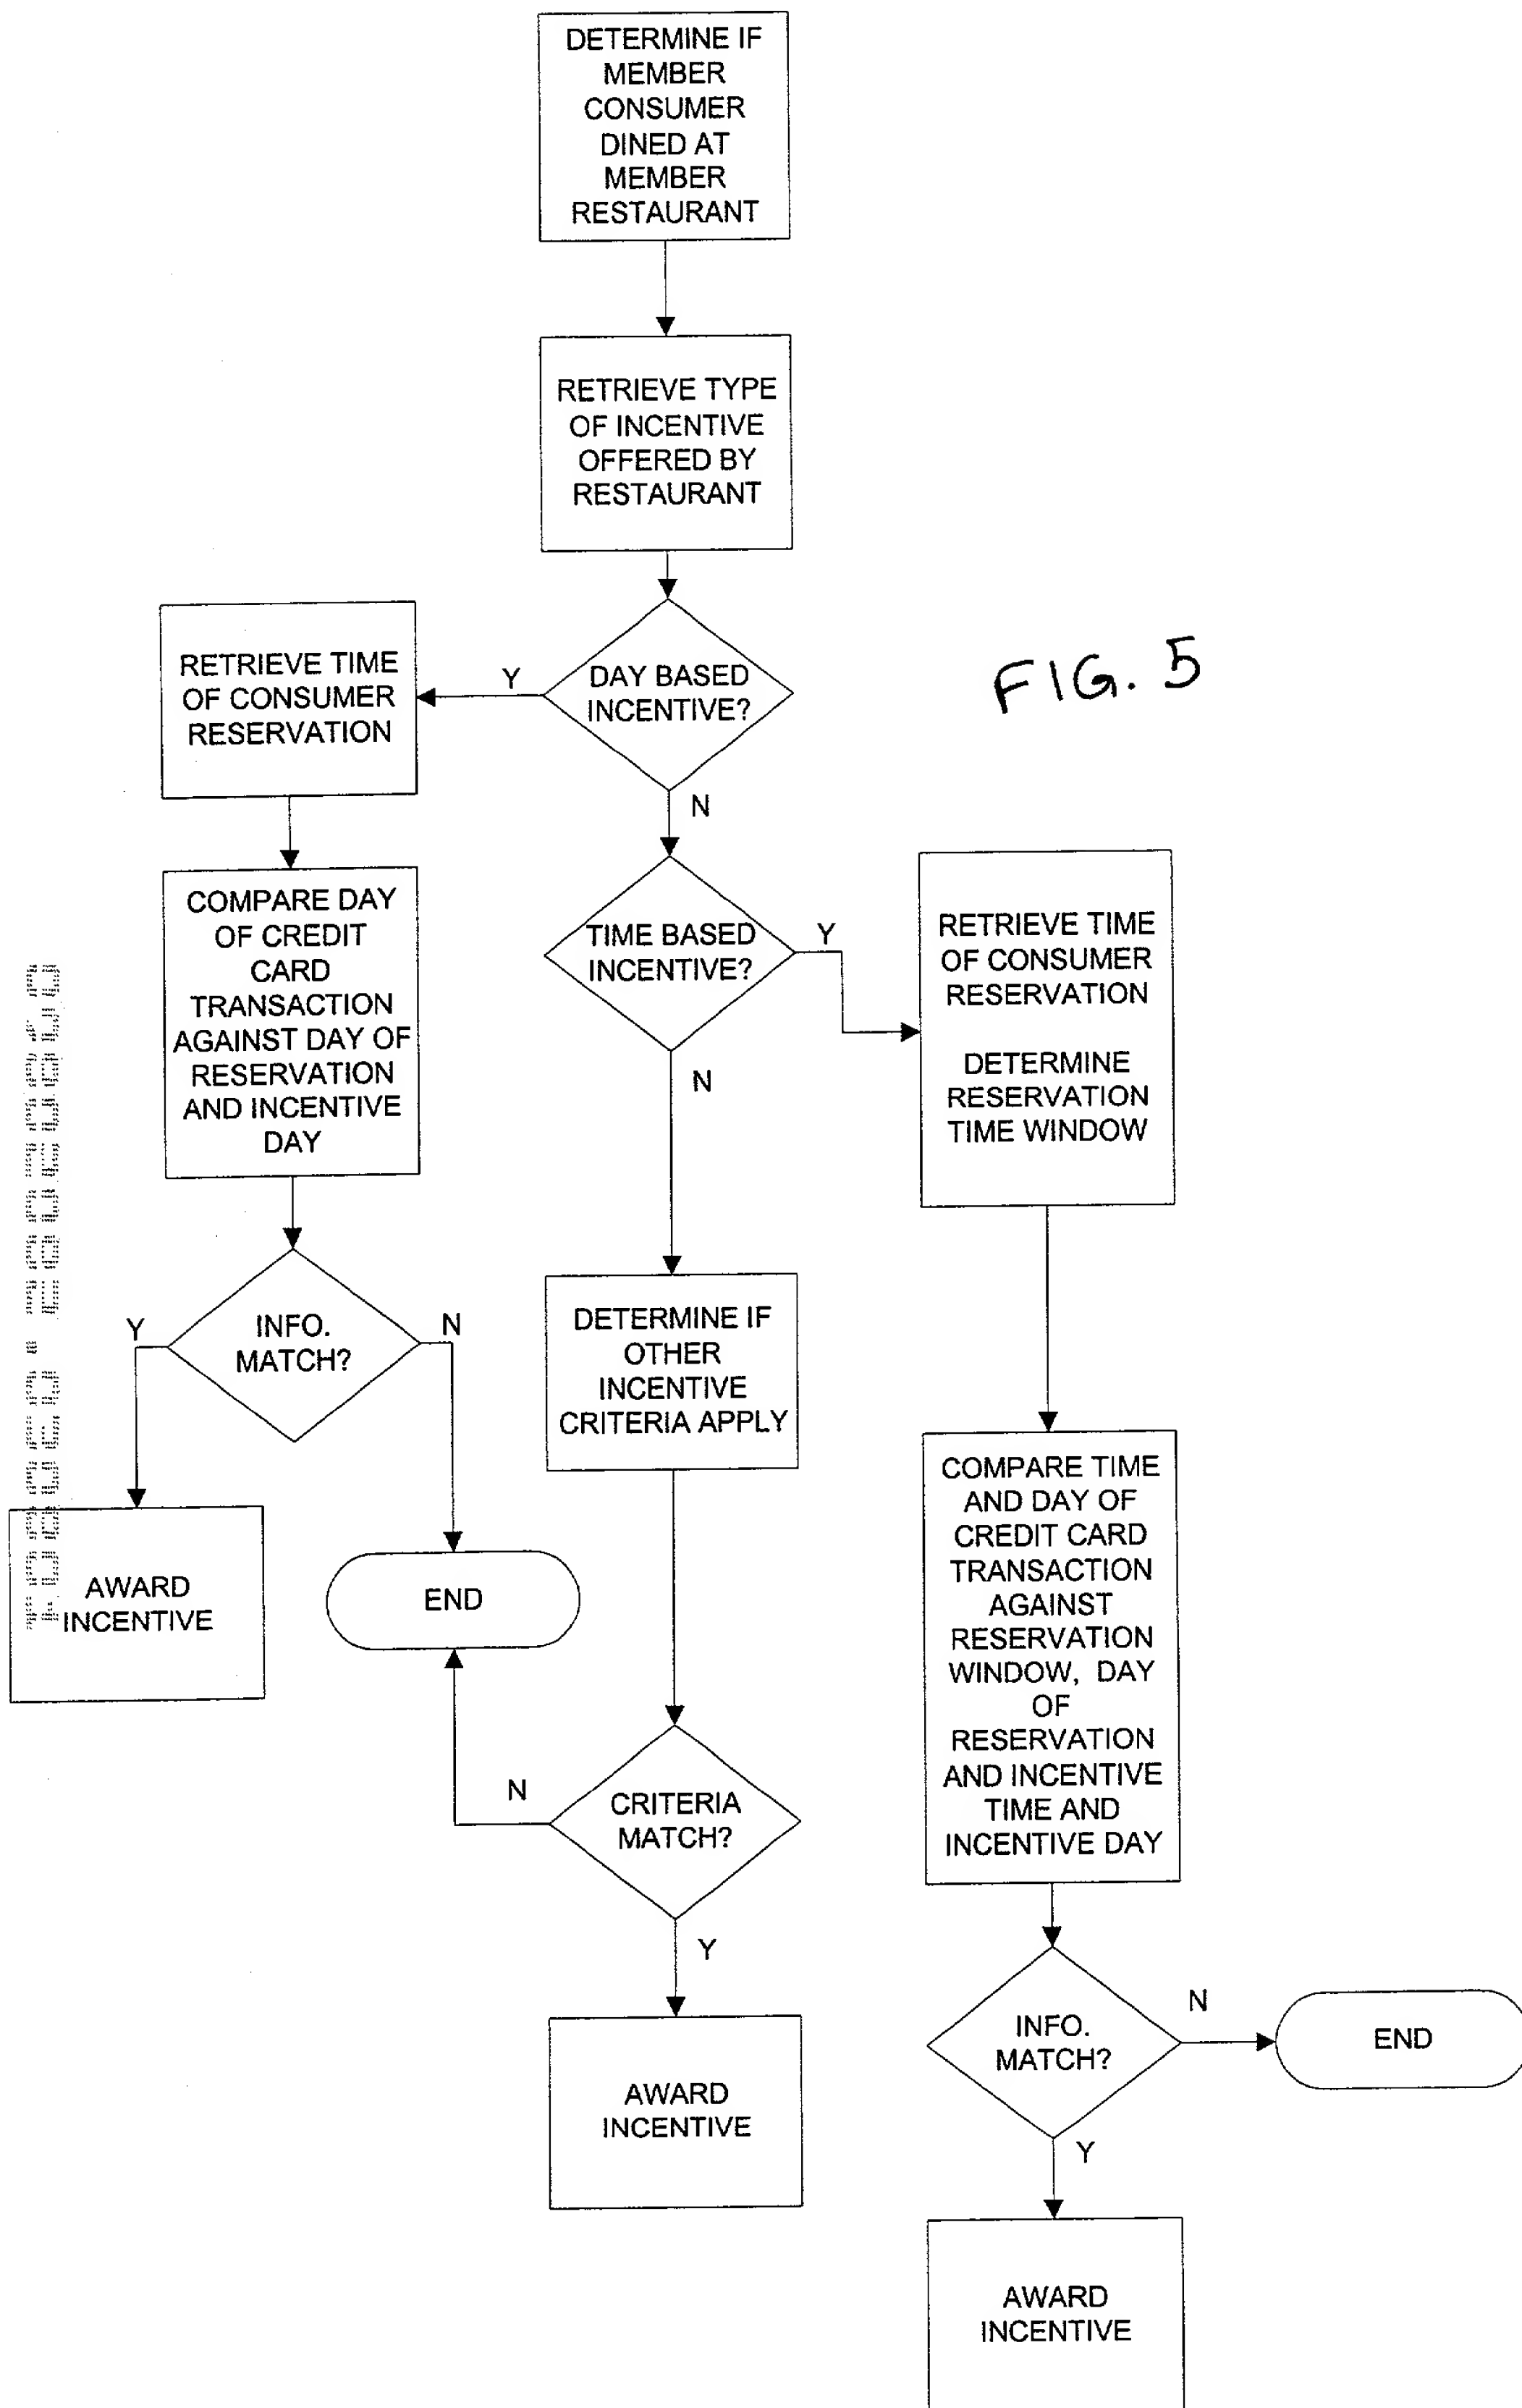 DETERMINE IF
MEMBER
CONSUMER
DINED AT
MEMBER
RESTAURANT
RETRIEVE TYPE
OF INCENTIVE
OFFERED BY
RESTAURANT
DAY BASED
INCENTIVE?
Y
N
RETRIEVE TIME
OF CONSUMER
RESERVATION
FIG. 5
COMPARE DAY
OF CREDIT
CARD
TRANSACTION
AGAINST DAY OF
RESERVATION
AND INCENTIVE
DAY
TIME BASED
INCENTIVE?
Y
N
RETRIEVE TIME
OF CONSUMER
RESERVATION
DETERMINE
RESERVATION
TIME WINDOW
INFO.
MATCH?
Y
N
AWARD
INCENTIVE
END
DETERMINE IF
OTHER
INCENTIVE
CRITERIA APPLY
CRITERIA
MATCH?
N
Y
AWARD
INCENTIVE
COMPARE TIME
AND DAY OF
CREDIT CARD
TRANSACTION
AGAINST
RESERVATION
WINDOW, DAY
OF
RESERVATION
AND INCENTIVE
TIME AND
INCENTIVE DAY
INFO.
MATCH?
N
END
Y
AWARD
INCENTIVE